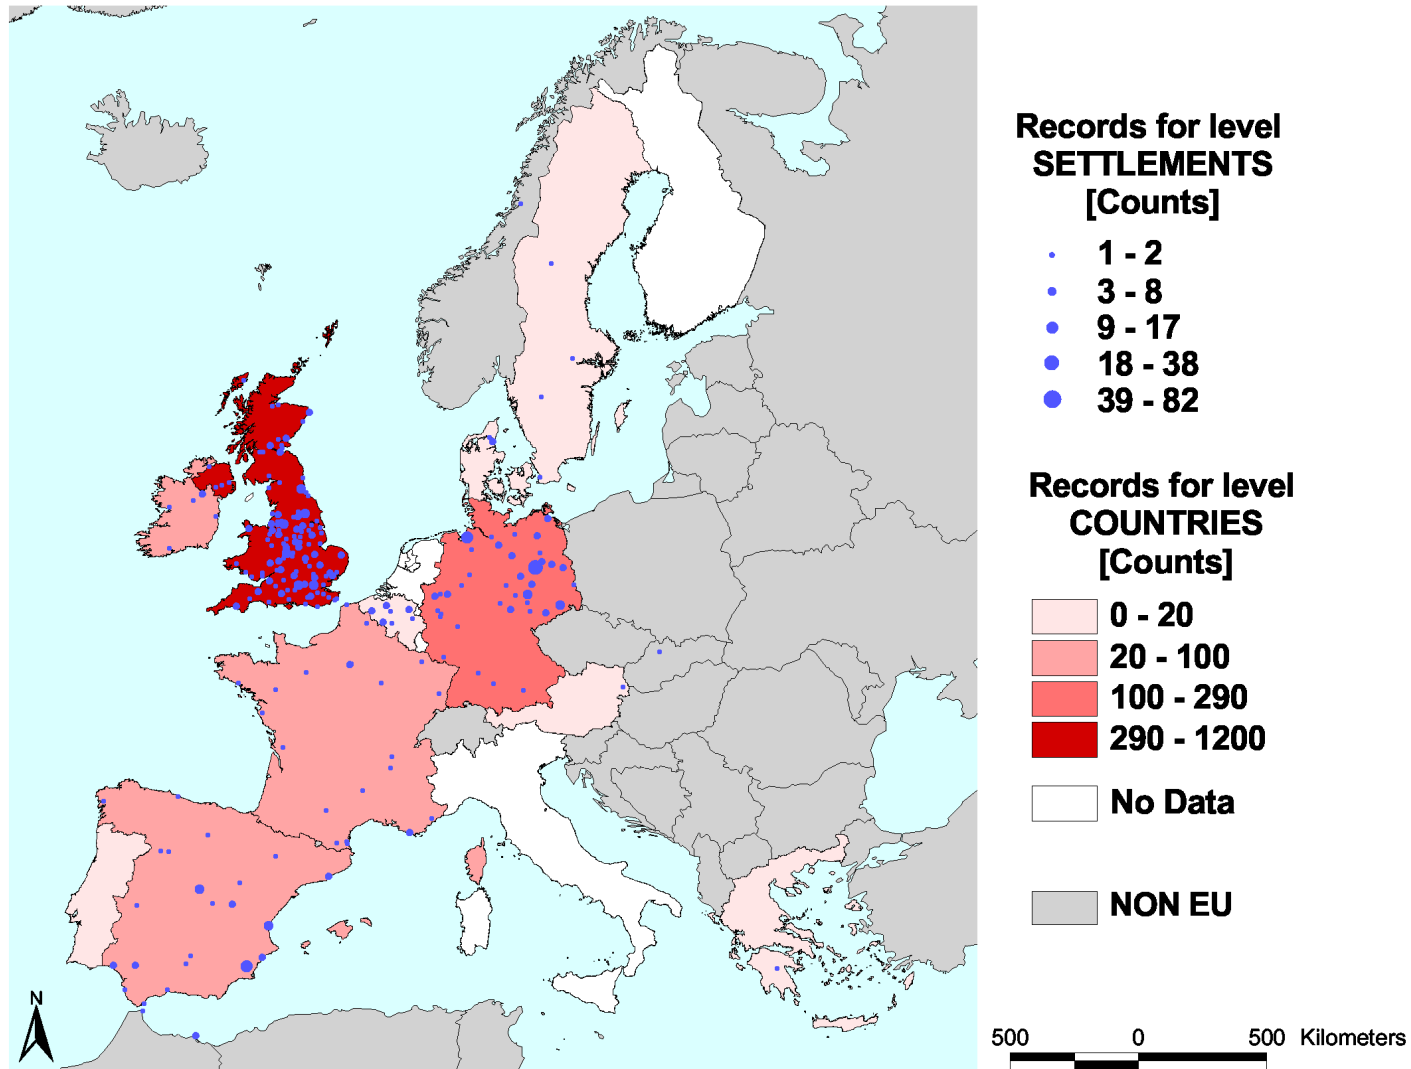 Records for level
SETTLEMENTS
[Counts]
1 - 2
3 - 8
9 - 17
18 - 38
39 - 82
Records for level
COUNTRIES
[Counts]
0 - 20
20 - 100
100 - 290
290 - 1200
No Data
NON EU
N
500 0 500 Kilometers